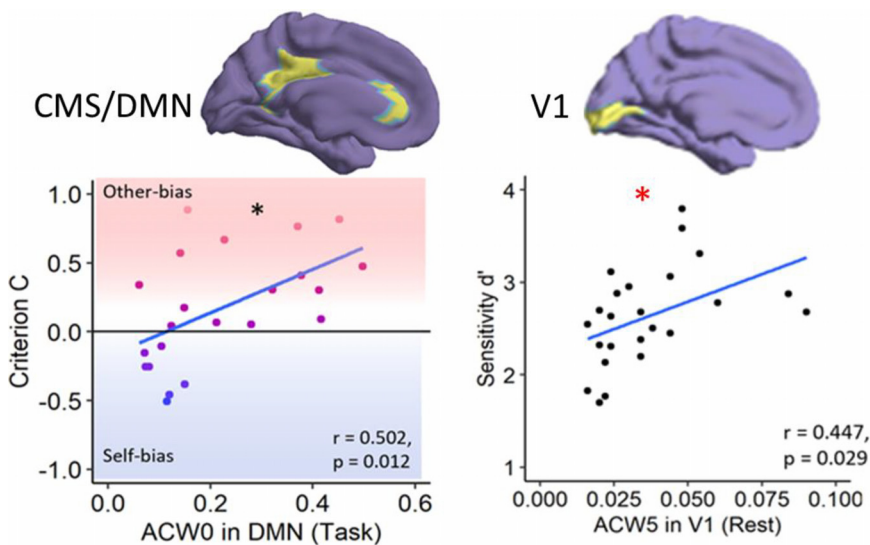 CMS/DMN
V1
Other-bias
*
1.0
0.5
0.0
-0.5
-1.0
Criterion C
Self-bias
r = 0.502,
p = 0.012
0.0
0.2
0.4
0.6
ACW0 in DMN (Task)
*
4
3
2
1
Sensitivity d'
r = 0.447,
p = 0.029
0.000
0.025
0.050
0.075
0.100
ACW5 in V1 (Rest)